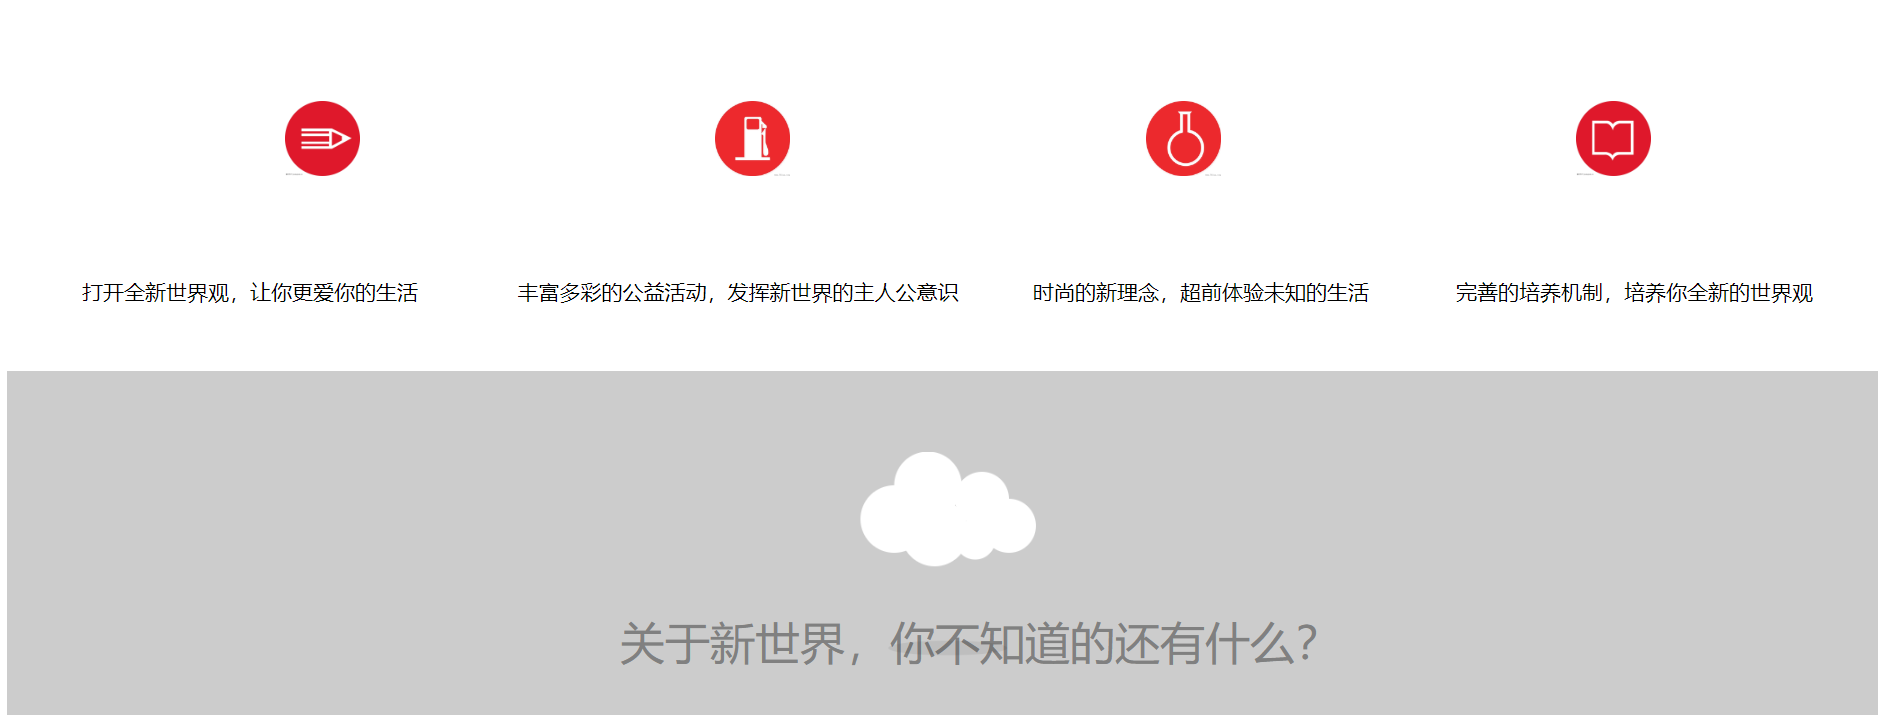 打开全新世界观，让你更爱你的生活
丰富多彩的公益活动，发挥新世界的主人公意识
时尚的新理念，超前体验未知的生活
完善的培养机制，培养你全新的世界观
关于新世界，你不知道的还有什么？